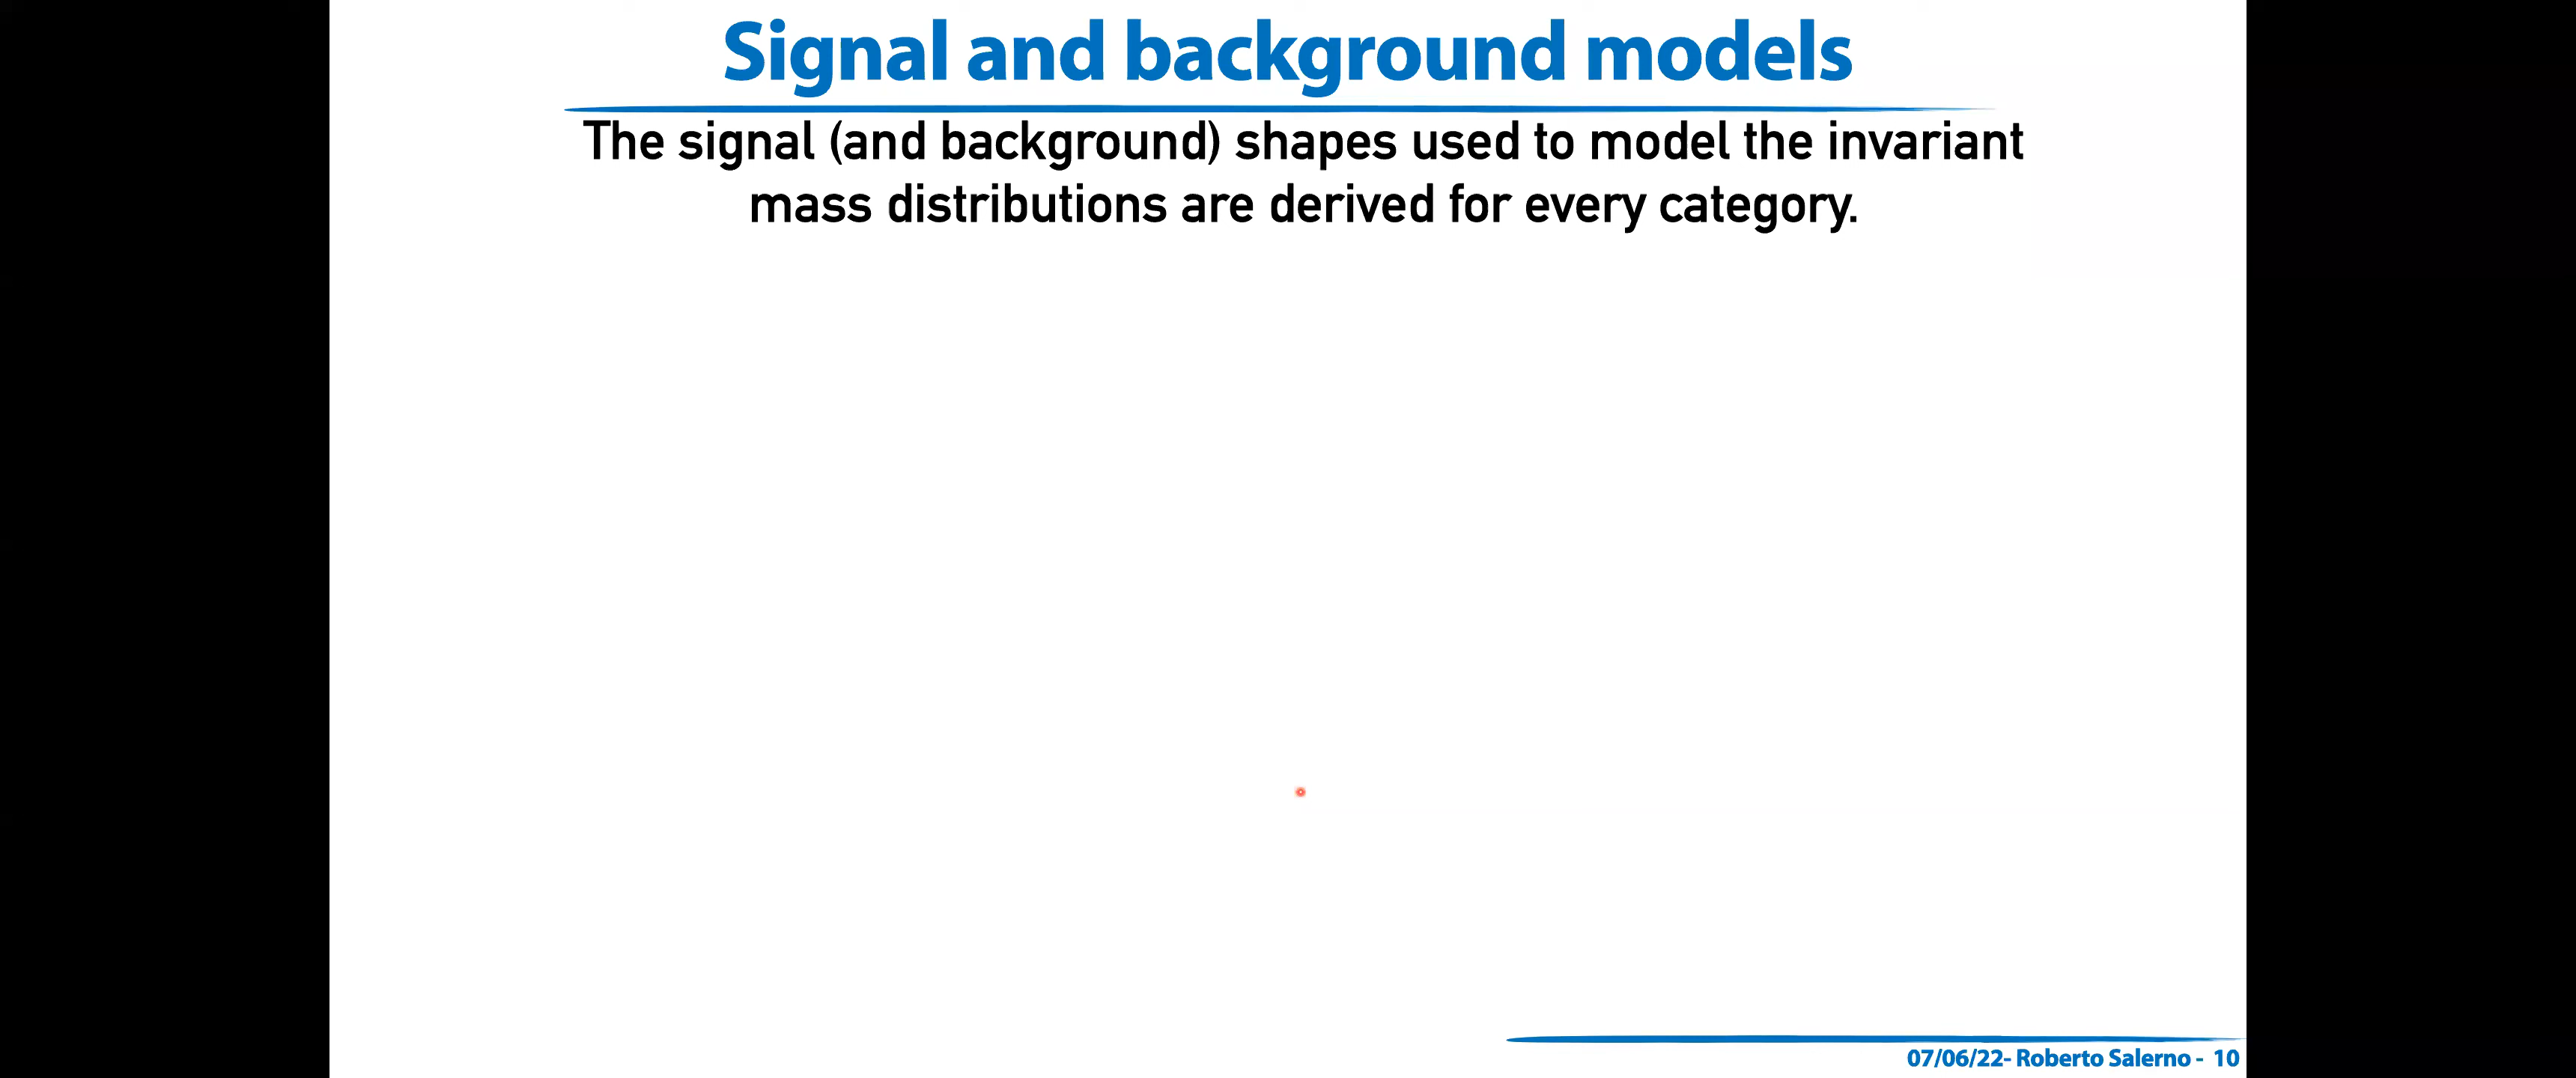 Signal and background models
The signal (and background) shapes used to model the invariant
mass distributions are derived for every category.
07/06/22- Roberto Salerno - 10